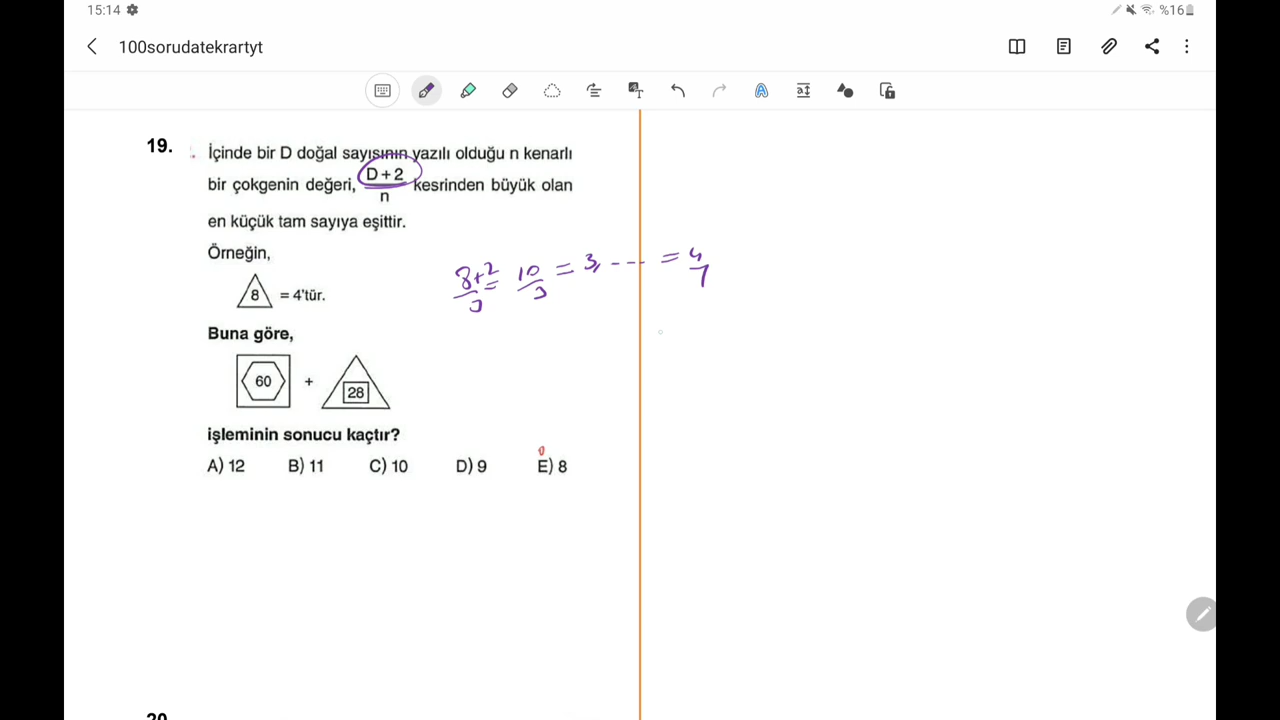 15:14
%16
100sorudatekrartyt
19.
İçinde bir D doğal sayısının yazılı olduğu n kenarlı
bir çokgenin değeri, D+2/n kesrinden büyük olan
en küçük tam sayıya eşittir.
Örneğin,
8 = 4'tür.
8+2/3 = 10/3 = 3, --- = 4
Buna göre,
60 + 28
işleminin sonucu kaçtır?
A) 12 B) 11 C) 10 D) 9 E) 8
20